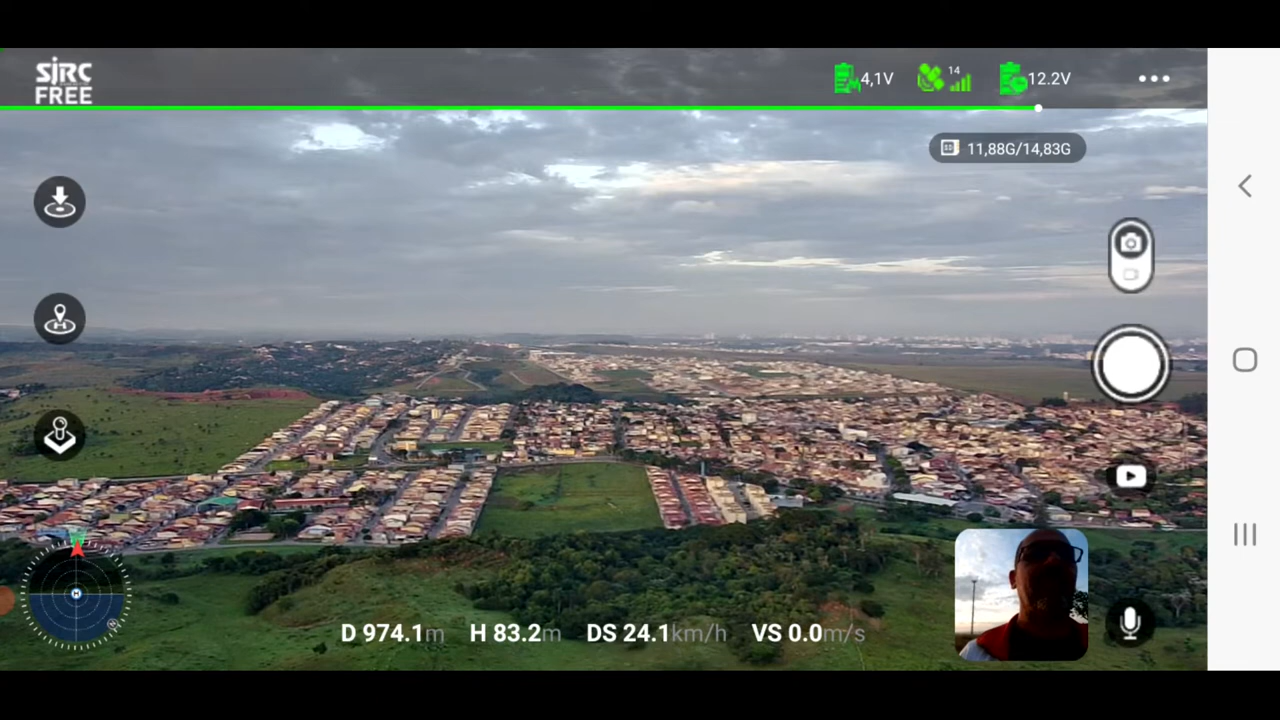 SJRC
FREE
4,1V
14
12.2V
11,88G/14,83G
D 974.1m H 83.2m DS 24.1km/h VS 0.0m/s
H